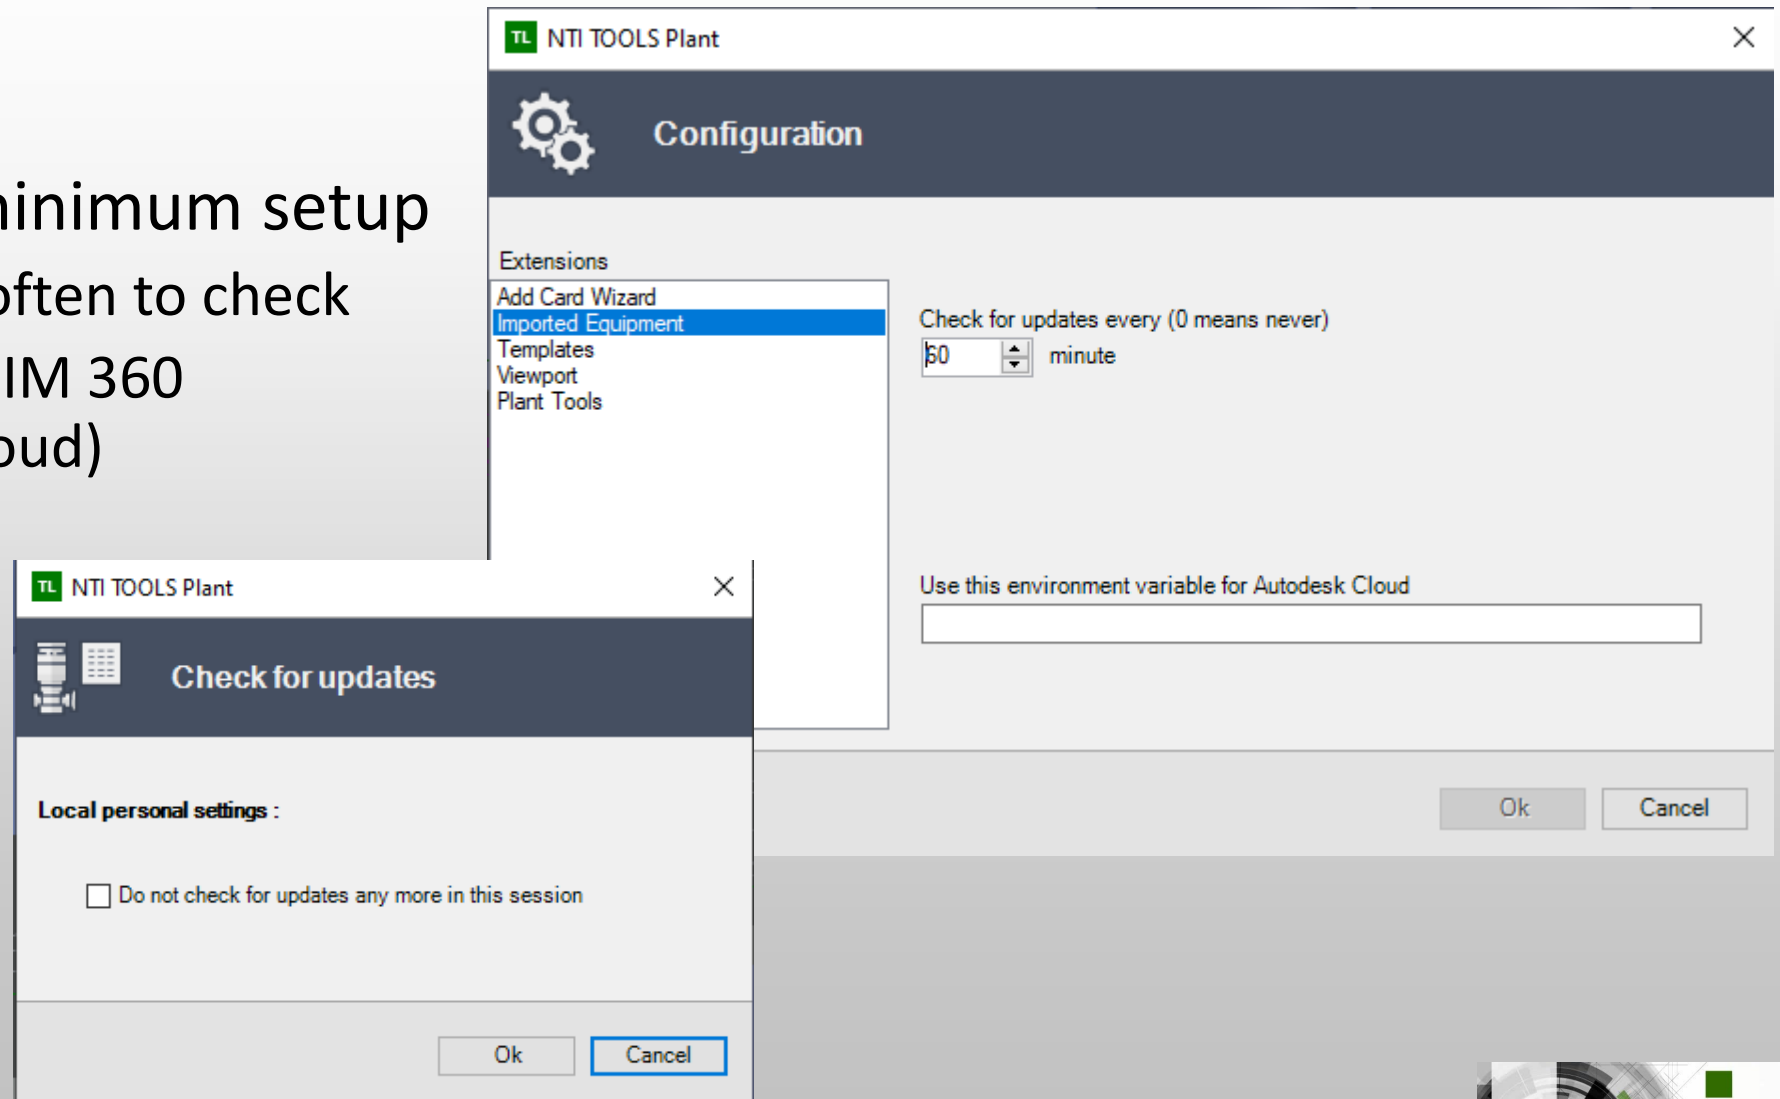 minimum setup
often to check
IM 360
oud)
TL NTI TOOLS Plant
Configuration
Extensions
Add Card Wizard
Imported Equipment
Templates
Viewport
Plant Tools
Check for updates every (0 means never)
60 minute
Use this environment variable for Autodesk Cloud
Ok Cancel
TL NTI TOOLS Plant
Check for updates
Local personal settings :
Do not check for updates any more in this session
Ok Cancel